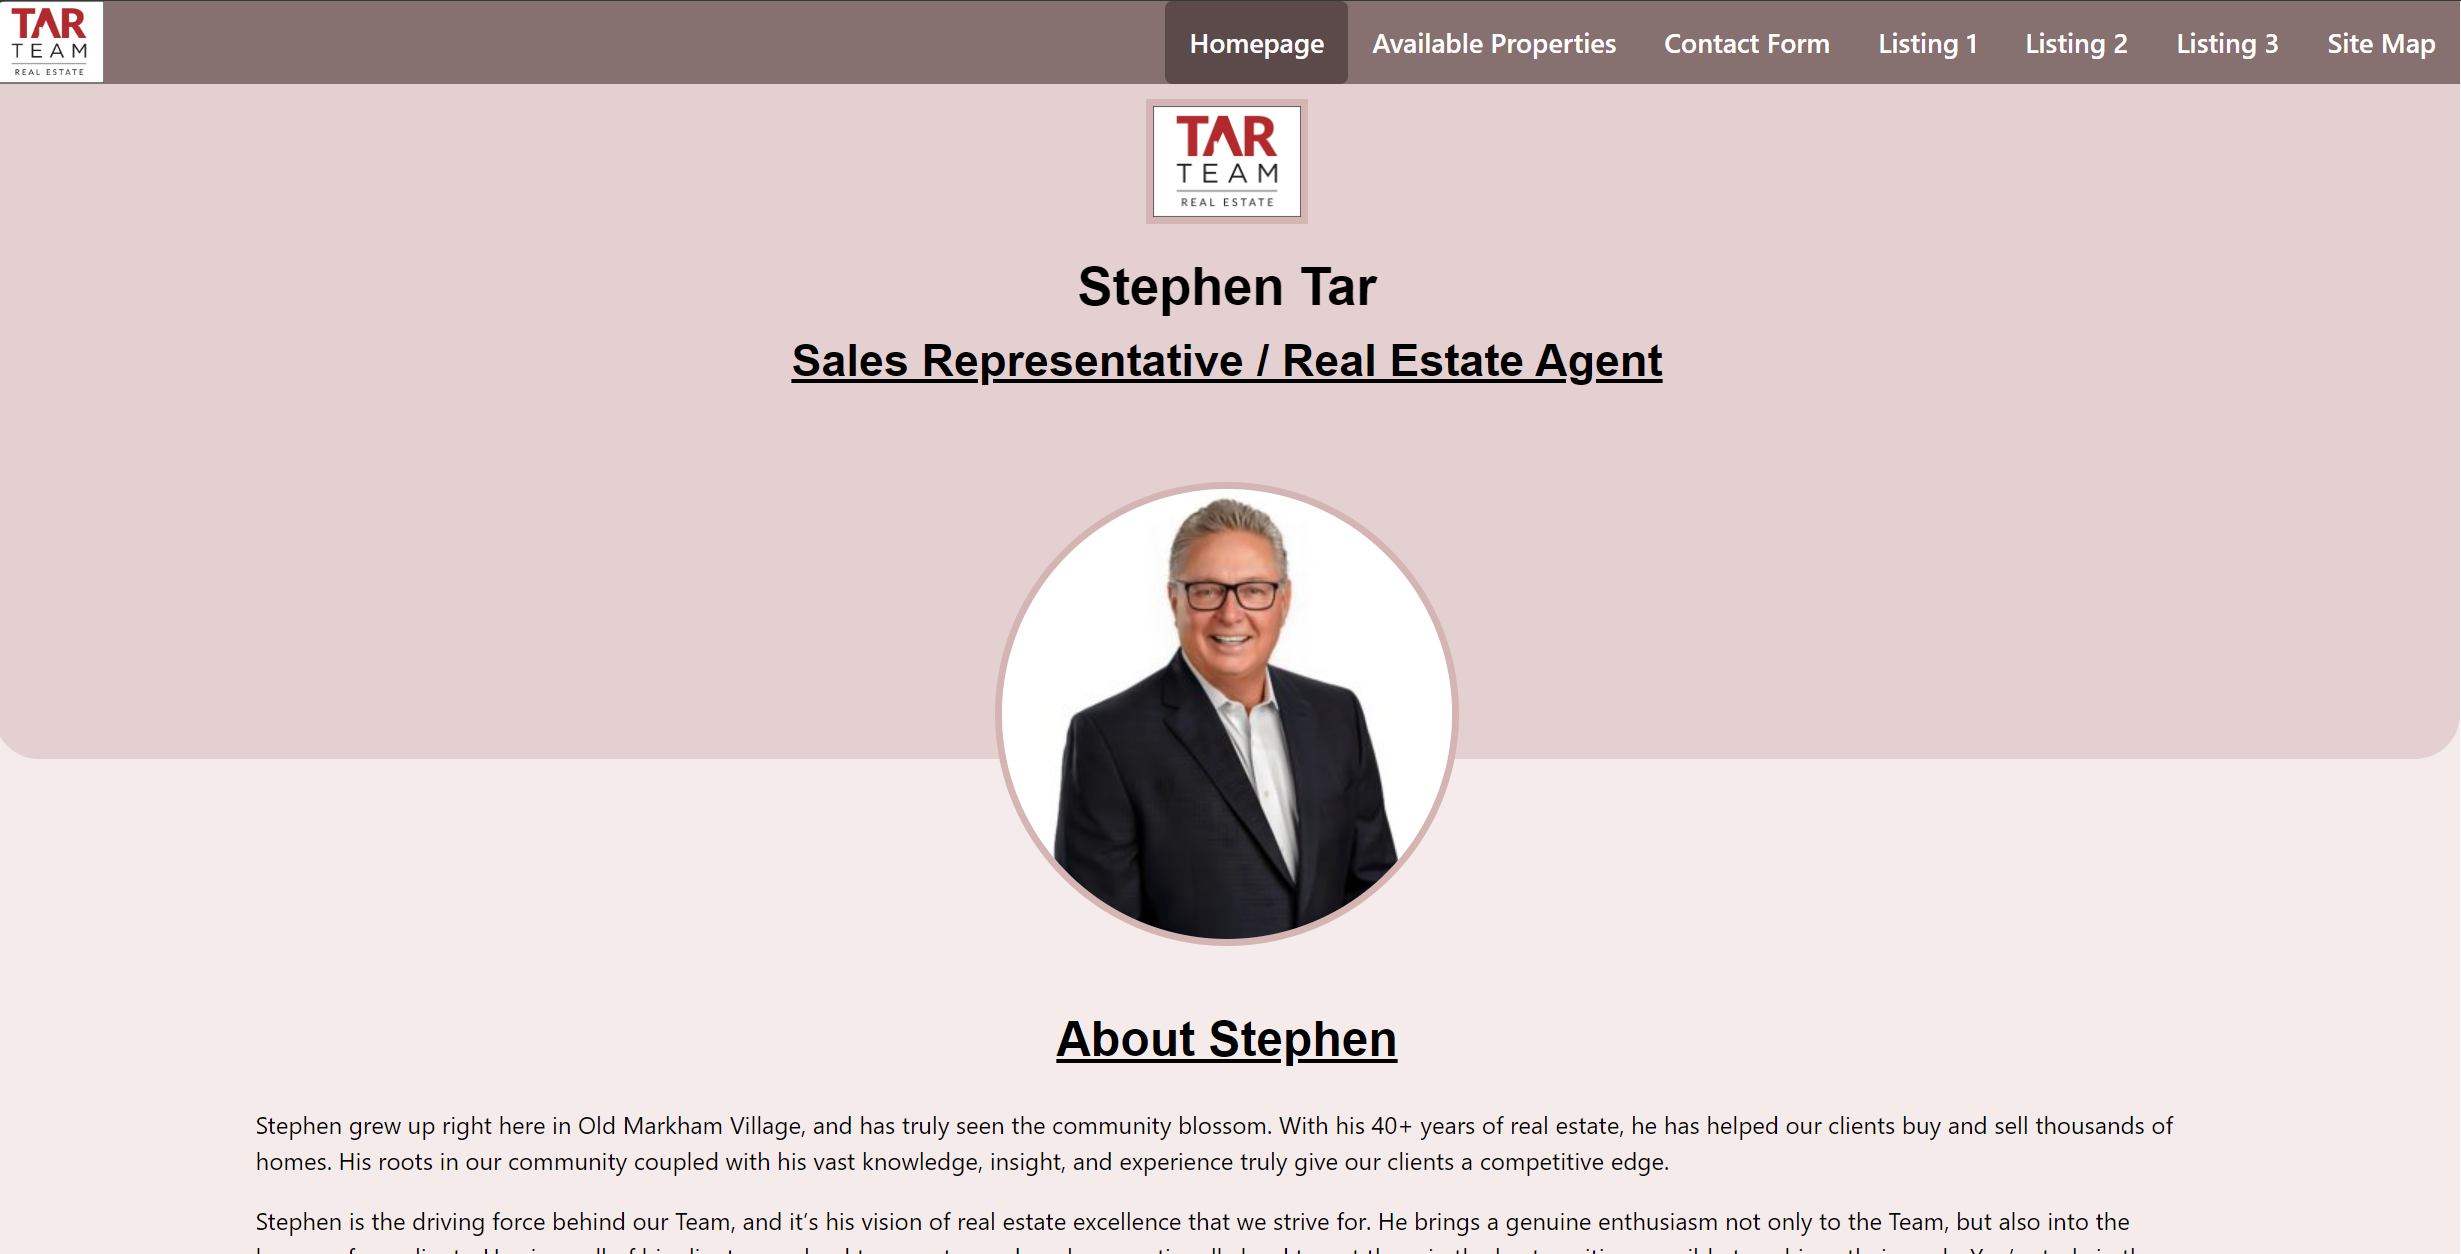 TAR
TEAM
REAL ESTATE
Homepage
Available Properties
Contact Form
Listing 1
Listing 2
Listing 3
Site Map
TAR
TEAM
REAL ESTATE
Stephen Tar
Sales Representative / Real Estate Agent
About Stephen
Stephen grew up right here in Old Markham Village, and has truly seen the community blossom. With his 40+ years of real estate, he has helped our clients buy and sell thousands of
homes. His roots in our community coupled with his vast knowledge, insight, and experience truly give our clients a competitive edge.
Stephen is the driving force behind our Team, and it’s his vision of real estate excellence that we strive for. He brings a genuine enthusiasm not only to the Team, but also into the